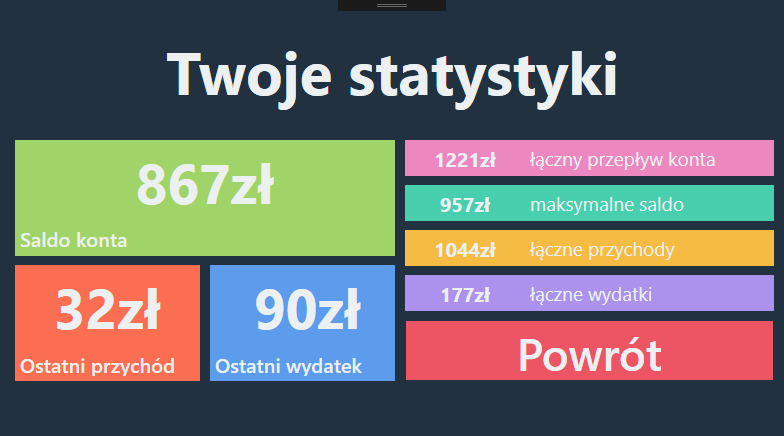 Twoje statystyki
867zł
Saldo konta
32zł
Ostatni przychód
90zł
Ostatni wydatek
1221zł łączny przepływ konta
957zł maksymalne saldo
1044zł łączne przychody
177zł łączne wydatki
Powrót